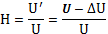 H = U′/U = U − ΔU/U